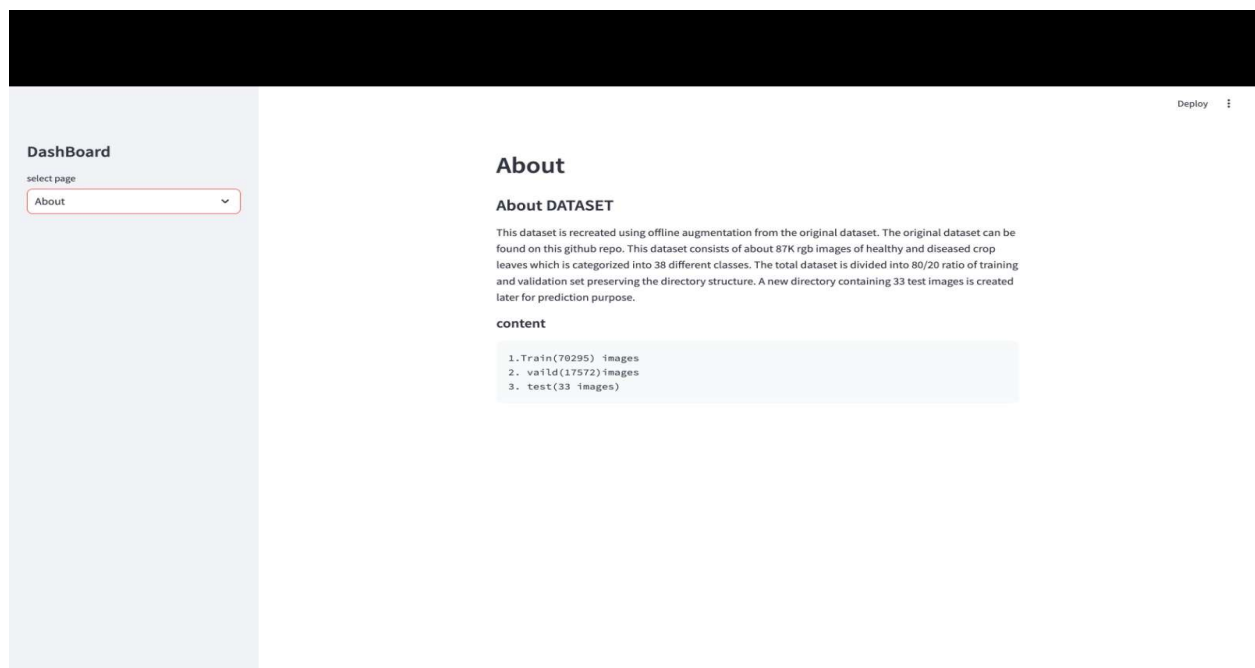 Deploy
DashBoard
select page
About
About
About DATASET
This dataset is recreated using offline augmentation from the original dataset. The original dataset can be
found on this github repo. This dataset consists of about 87K rgb images of healthy and diseased crop
leaves which is categorized into 38 different classes. The total dataset is divided into 80/20 ratio of training
and validation set preserving the directory structure. A new directory containing 33 test images is created
later for prediction purpose.
content
1.Train(70295) images
2. vaild(17572)images
3. test(33 images)